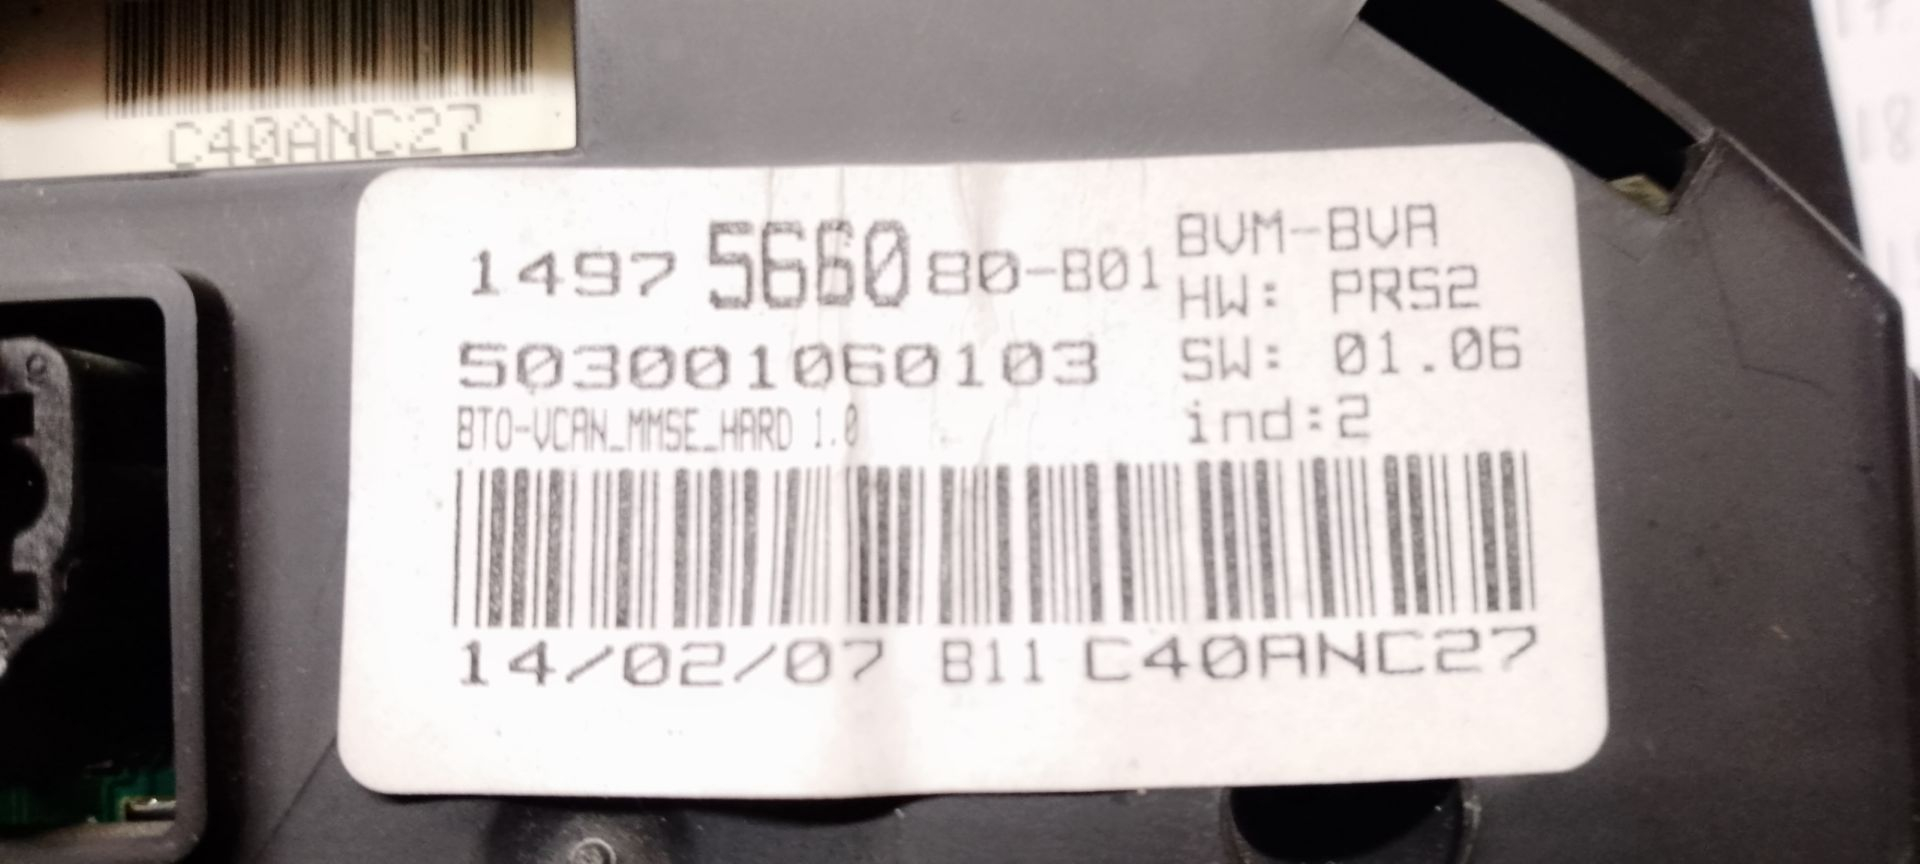 C40ANC27
1497 5660 80-B01
503001060103
BTO-VCAN_MMSE_HARD 1.0
BVM-BVA
HW: PRS2
SW: 01.06
ind:2
14/02/07 B11 C40ANC27